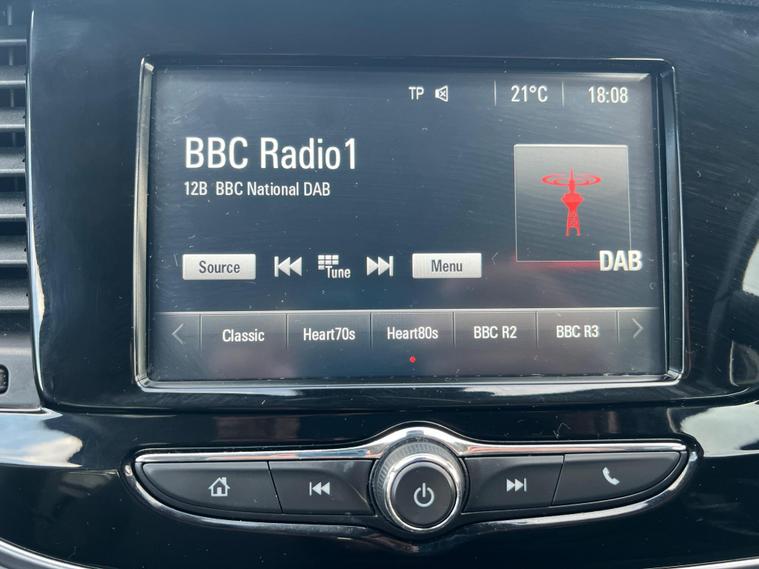 TP 21°C 18:08
BBC Radio1
12B BBC National DAB
DAB
Source Tune Menu
Classic Heart70s Heart80s BBC R2 BBC R3